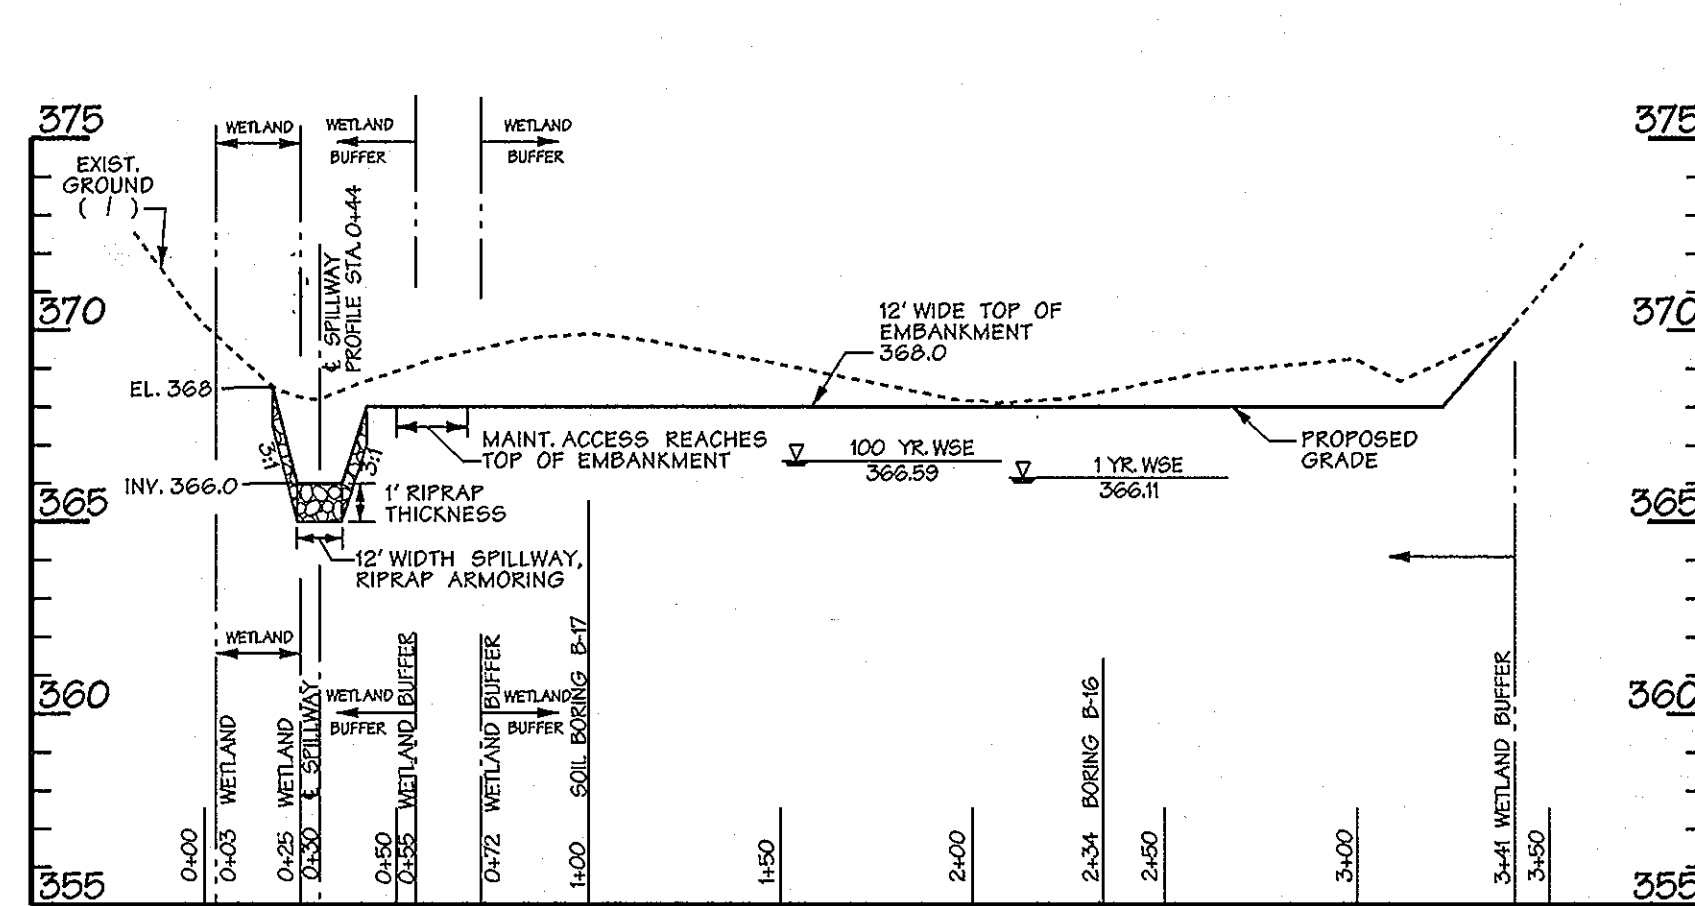 375
375
WETLAND
WETLAND
BUFFER
WETLAND
BUFFER
EXIST.
GROUND
( / )
℄ SPILLWAY
PROFILE STA. 0+44
370
370
12' WIDE TOP OF
EMBANKMENT
368.0
EL. 368
3:1
3:1
MAINT. ACCESS REACHES
TOP OF EMBANKMENT
100 YR. WSE
366.59
1 YR. WSE
366.11
PROPOSED
GRADE
INV. 366.0
1' RIPRAP
THICKNESS
365
365
12' WIDTH SPILLWAY,
RIPRAP ARMORING
WETLAND
WETLAND
BUFFER
WETLAND
BUFFER
360
360
0+00
0+03 WETLAND
0+25 WETLAND
0+30 ℄ SPILLWAY
0+50
0+55 WETLAND BUFFER
0+72 WETLAND BUFFER
1+00 SOIL BORING B-17
1+50
2+00
2+34 BORING B-16
2+50
3+00
3+41 WETLAND BUFFER
3+50
355
355